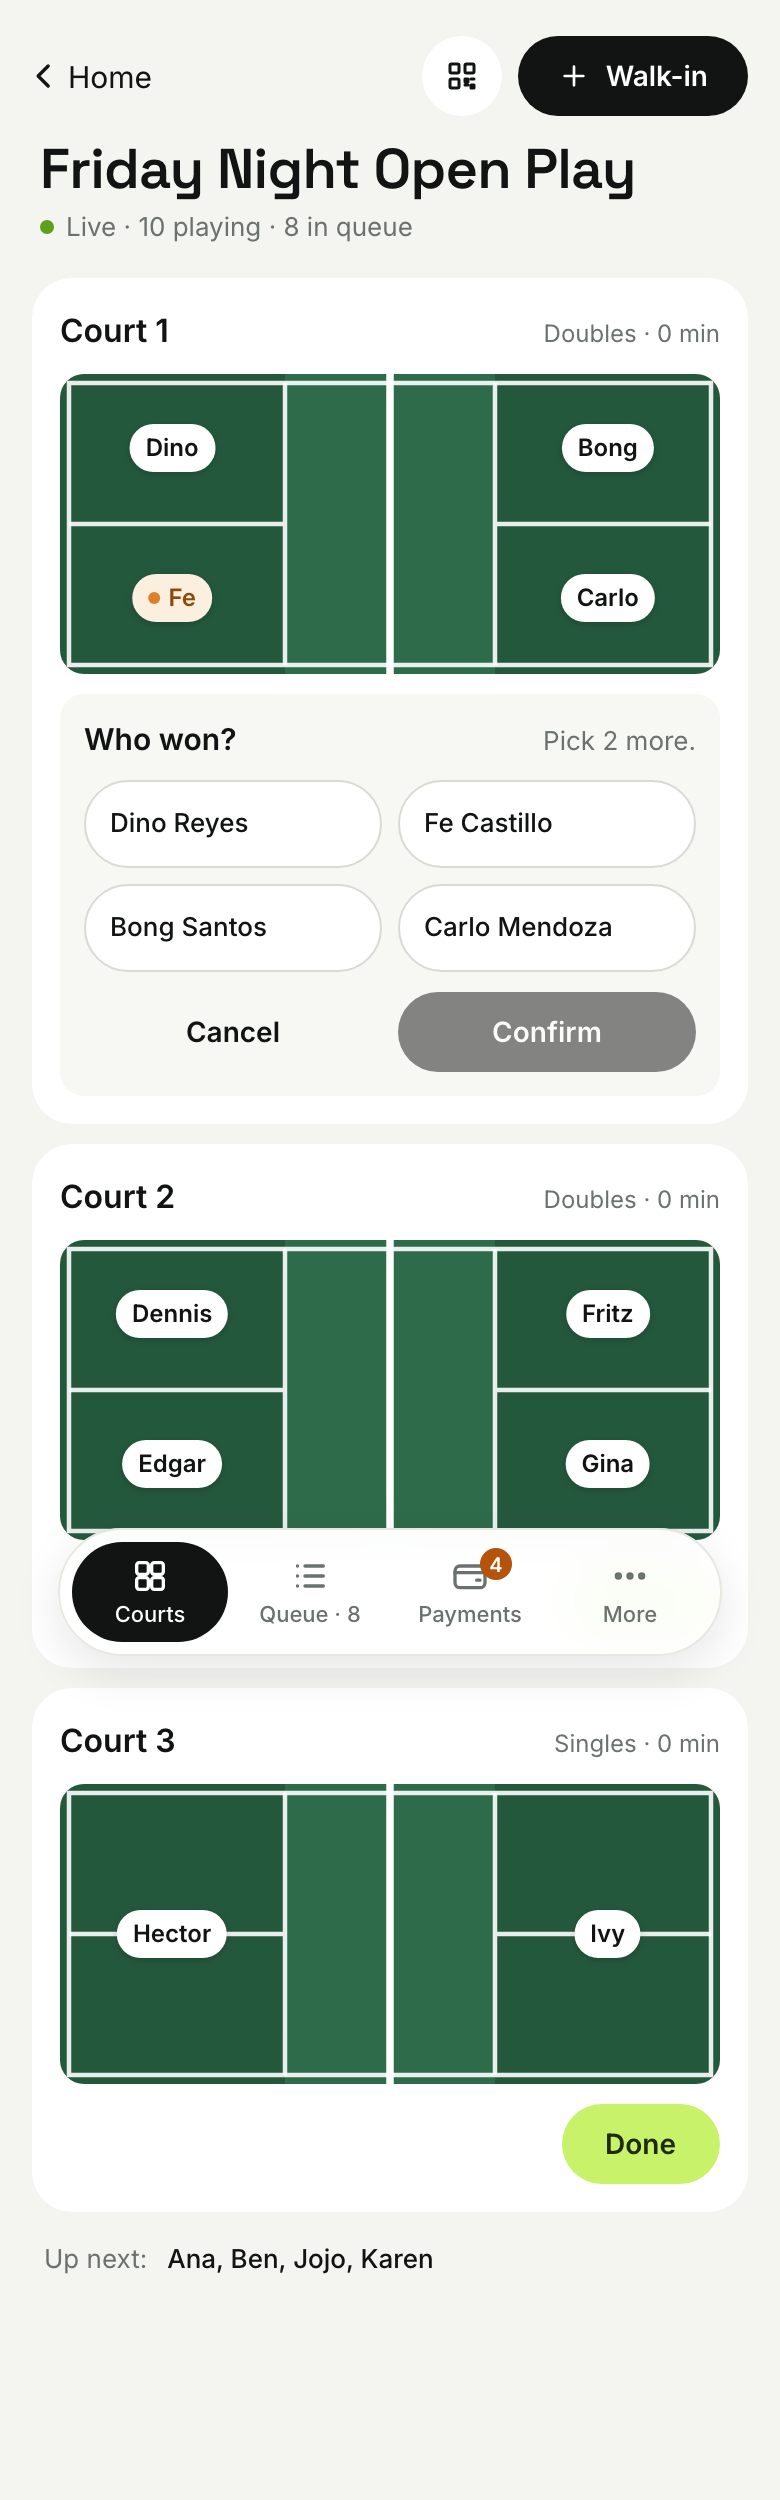 Home
Walk-in
Friday Night Open Play
Live · 10 playing · 8 in queue
Court 1 Doubles · 0 min
Dino Bong
Fe Carlo
Who won? Pick 2 more.
Dino Reyes Fe Castillo
Bong Santos Carlo Mendoza
Cancel Confirm
Court 2 Doubles · 0 min
Dennis Fritz
Edgar Gina
4
Courts Queue · 8 Payments More
Court 3 Singles · 0 min
Hector Ivy
Done
Up next: Ana, Ben, Jojo, Karen